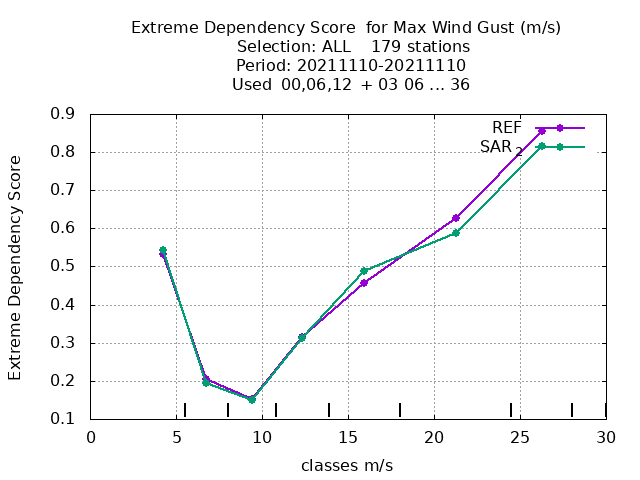 Extreme Dependency Score  for Max Wind Gust (m/s)
Selection: ALL    179 stations
Period: 20211110-20211110
Used  00,06,12  + 03 06 ... 36
REF
SAR 2
Extreme Dependency Score
0.9
0.8
0.7
0.6
0.5
0.4
0.3
0.2
0.1
0 5 10 15 20 25 30
classes m/s